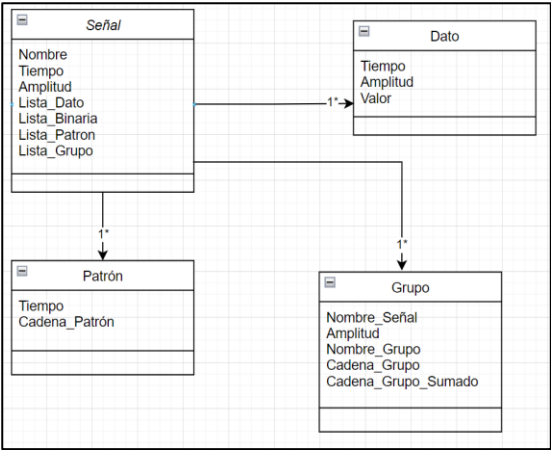 Señal
Nombre
Tiempo
Amplitud
Lista_Dato
Lista_Binaria
Lista_Patron
Lista_Grupo
Dato
Tiempo
Amplitud
Valor
1*
1*
1*
Patrón
Tiempo
Cadena_Patrón
Grupo
Nombre_Señal
Amplitud
Nombre_Grupo
Cadena_Grupo
Cadena_Grupo_Sumado